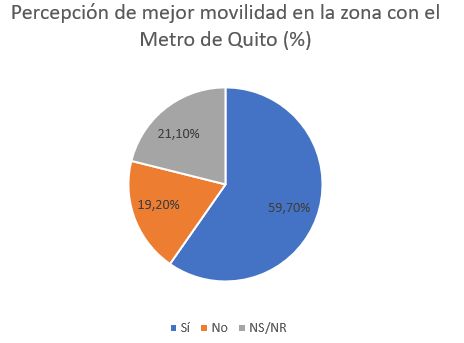 Percepción de mejor movilidad en la zona con el
Metro de Quito (%)
21,10%
19,20%
59,70%
Sí No NS/NR